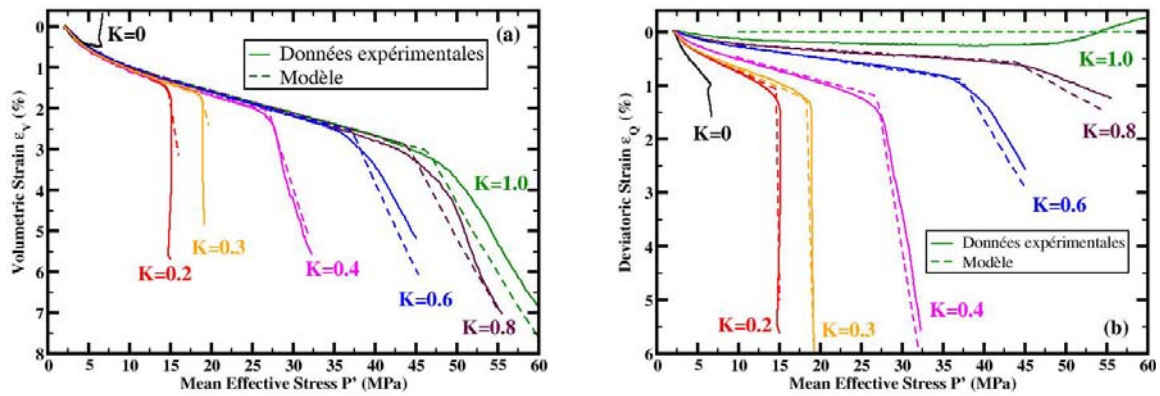 (a)
K=0
Données expérimentales
Modèle
K=1.0
K=0.2
K=0.3
K=0.4
K=0.6
K=0.8
0
1
2
3
4
5
6
7
8
Volumetric Strain ε_V (%)
0 5 10 15 20 25 30 35 40 45 50 55 60
Mean Effective Stress P' (MPa)
K=1.0
K=0
K=0.8
K=0.6
Données expérimentales
Modèle
K=0.4
K=0.2
K=0.3
(b)
0
1
2
3
4
5
6
Deviatoric Strain ε_Q (%)
0 5 10 15 20 25 30 35 40 45 50 55 60
Mean Effective Stress P' (MPa)